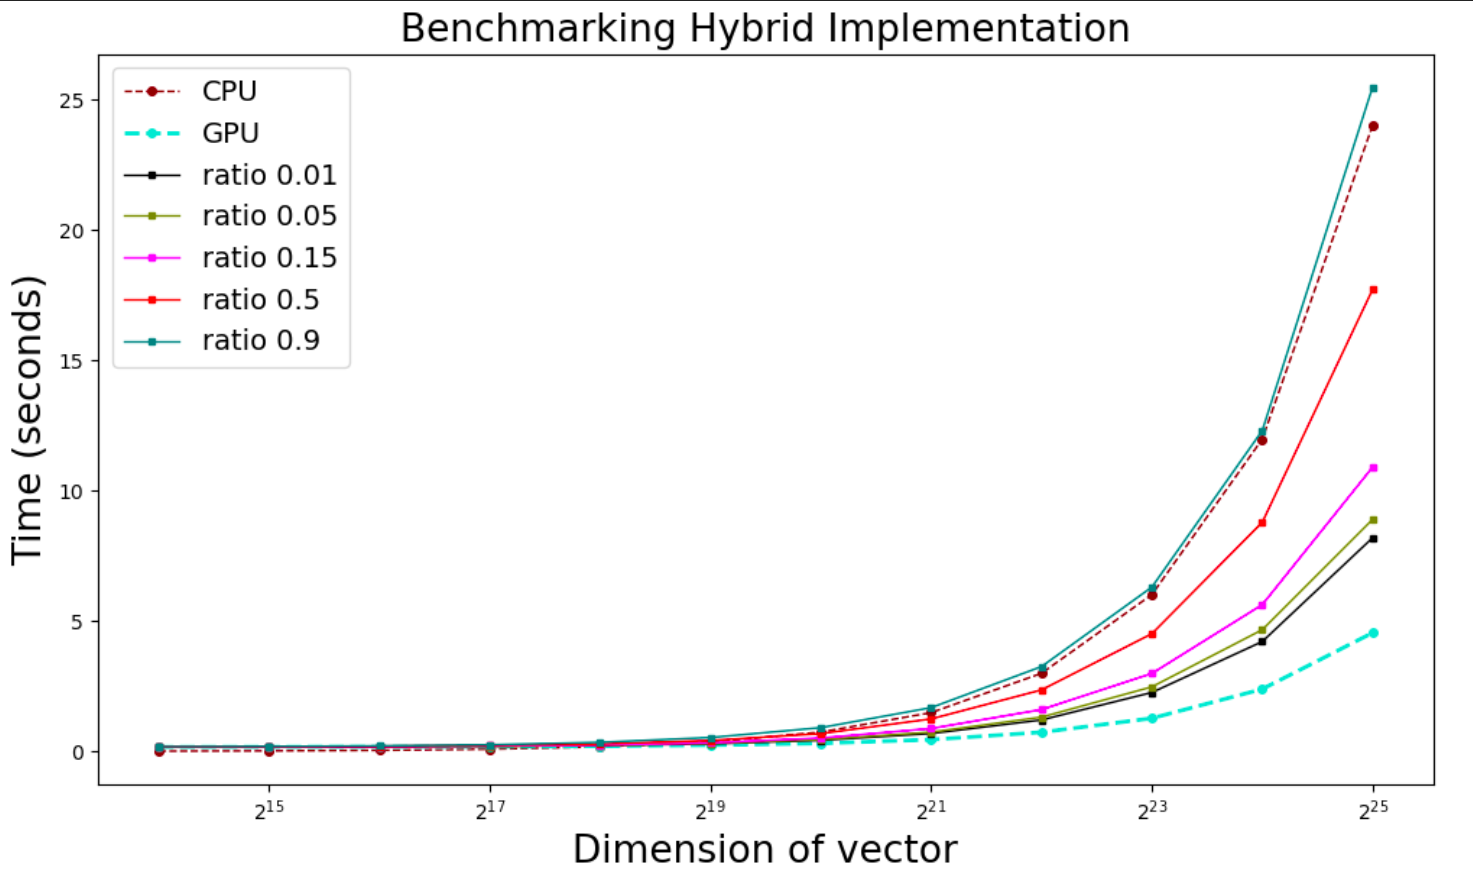 Benchmarking Hybrid Implementation
CPU
GPU
ratio 0.01
ratio 0.05
ratio 0.15
ratio 0.5
ratio 0.9
Time (seconds)
25
20
15
10
5
0
2^15 2^17 2^19 2^21 2^23 2^25
Dimension of vector